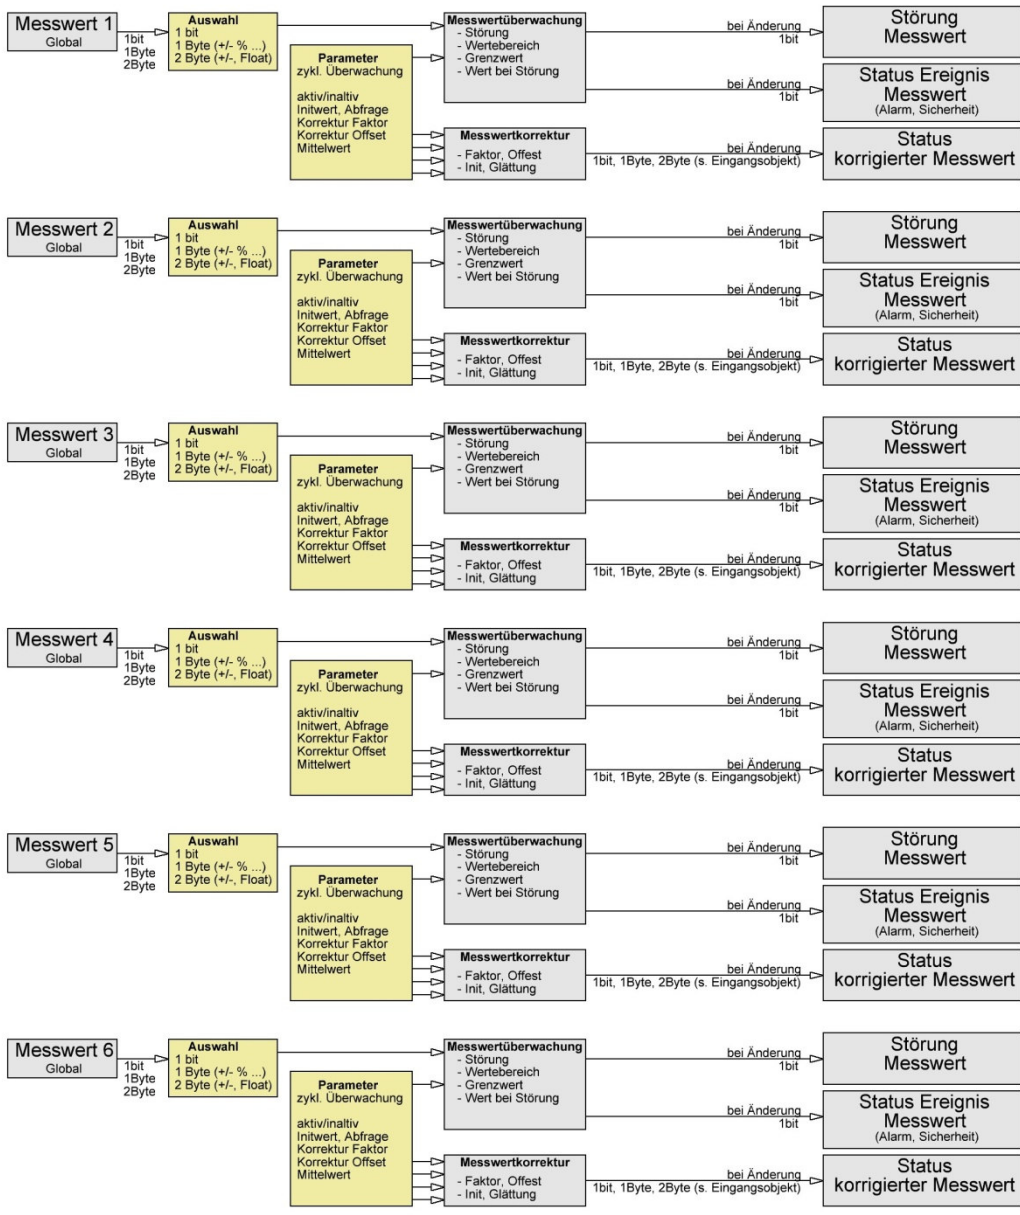 Messwert 1
Global
1bit
1Byte
2Byte
Auswahl
1 bit
1 Byte (+/- % ...)
2 Byte (+/-, Float)
Parameter
zykl. Überwachung
aktiv/inaltiv
Initwert, Abfrage
Korrektur Faktor
Korrektur Offset
Mittelwert
Messwertüberwachung
- Störung
- Wertebereich
- Grenzwert
- Wert bei Störung
Messwertkorrektur
- Faktor, Offest
- Init, Glättung
bei Änderung
1bit
Störung
Messwert
bei Änderung
1bit
Status Ereignis
Messwert
(Alarm, Sicherheit)
bei Änderung
1bit, 1Byte, 2Byte (s. Eingangsobjekt)
Status
korrigierter Messwert
Messwert 2
Global
1bit
1Byte
2Byte
Auswahl
1 bit
1 Byte (+/- % ...)
2 Byte (+/-, Float)
Parameter
zykl. Überwachung
aktiv/inaltiv
Initwert, Abfrage
Korrektur Faktor
Korrektur Offset
Mittelwert
Messwertüberwachung
- Störung
- Wertebereich
- Grenzwert
- Wert bei Störung
Messwertkorrektur
- Faktor, Offest
- Init, Glättung
bei Änderung
1bit
Störung
Messwert
bei Änderung
1bit
Status Ereignis
Messwert
(Alarm, Sicherheit)
bei Änderung
1bit, 1Byte, 2Byte (s. Eingangsobjekt)
Status
korrigierter Messwert
Messwert 3
Global
1bit
1Byte
2Byte
Auswahl
1 bit
1 Byte (+/- % ...)
2 Byte (+/-, Float)
Parameter
zykl. Überwachung
aktiv/inaltiv
Initwert, Abfrage
Korrektur Faktor
Korrektur Offset
Mittelwert
Messwertüberwachung
- Störung
- Wertebereich
- Grenzwert
- Wert bei Störung
Messwertkorrektur
- Faktor, Offest
- Init, Glättung
bei Änderung
1bit
Störung
Messwert
bei Änderung
1bit
Status Ereignis
Messwert
(Alarm, Sicherheit)
bei Änderung
1bit, 1Byte, 2Byte (s. Eingangsobjekt)
Status
korrigierter Messwert
Messwert 4
Global
1bit
1Byte
2Byte
Auswahl
1 bit
1 Byte (+/- % ...)
2 Byte (+/-, Float)
Parameter
zykl. Überwachung
aktiv/inaltiv
Initwert, Abfrage
Korrektur Faktor
Korrektur Offset
Mittelwert
Messwertüberwachung
- Störung
- Wertebereich
- Grenzwert
- Wert bei Störung
Messwertkorrektur
- Faktor, Offest
- Init, Glättung
bei Änderung
1bit
Störung
Messwert
bei Änderung
1bit
Status Ereignis
Messwert
(Alarm, Sicherheit)
bei Änderung
1bit, 1Byte, 2Byte (s. Eingangsobjekt)
Status
korrigierter Messwert
Messwert 5
Global
1bit
1Byte
2Byte
Auswahl
1 bit
1 Byte (+/- % ...)
2 Byte (+/-, Float)
Parameter
zykl. Überwachung
aktiv/inaltiv
Initwert, Abfrage
Korrektur Faktor
Korrektur Offset
Mittelwert
Messwertüberwachung
- Störung
- Wertebereich
- Grenzwert
- Wert bei Störung
Messwertkorrektur
- Faktor, Offest
- Init, Glättung
bei Änderung
1bit
Störung
Messwert
bei Änderung
1bit
Status Ereignis
Messwert
(Alarm, Sicherheit)
bei Änderung
1bit, 1Byte, 2Byte (s. Eingangsobjekt)
Status
korrigierter Messwert
Messwert 6
Global
1bit
1Byte
2Byte
Auswahl
1 bit
1 Byte (+/- % ...)
2 Byte (+/-, Float)
Parameter
zykl. Überwachung
aktiv/inaltiv
Initwert, Abfrage
Korrektur Faktor
Korrektur Offset
Mittelwert
Messwertüberwachung
- Störung
- Wertebereich
- Grenzwert
- Wert bei Störung
Messwertkorrektur
- Faktor, Offest
- Init, Glättung
bei Änderung
1bit
Störung
Messwert
bei Änderung
1bit
Status Ereignis
Messwert
(Alarm, Sicherheit)
bei Änderung
1bit, 1Byte, 2Byte (s. Eingangsobjekt)
Status
korrigierter Messwert